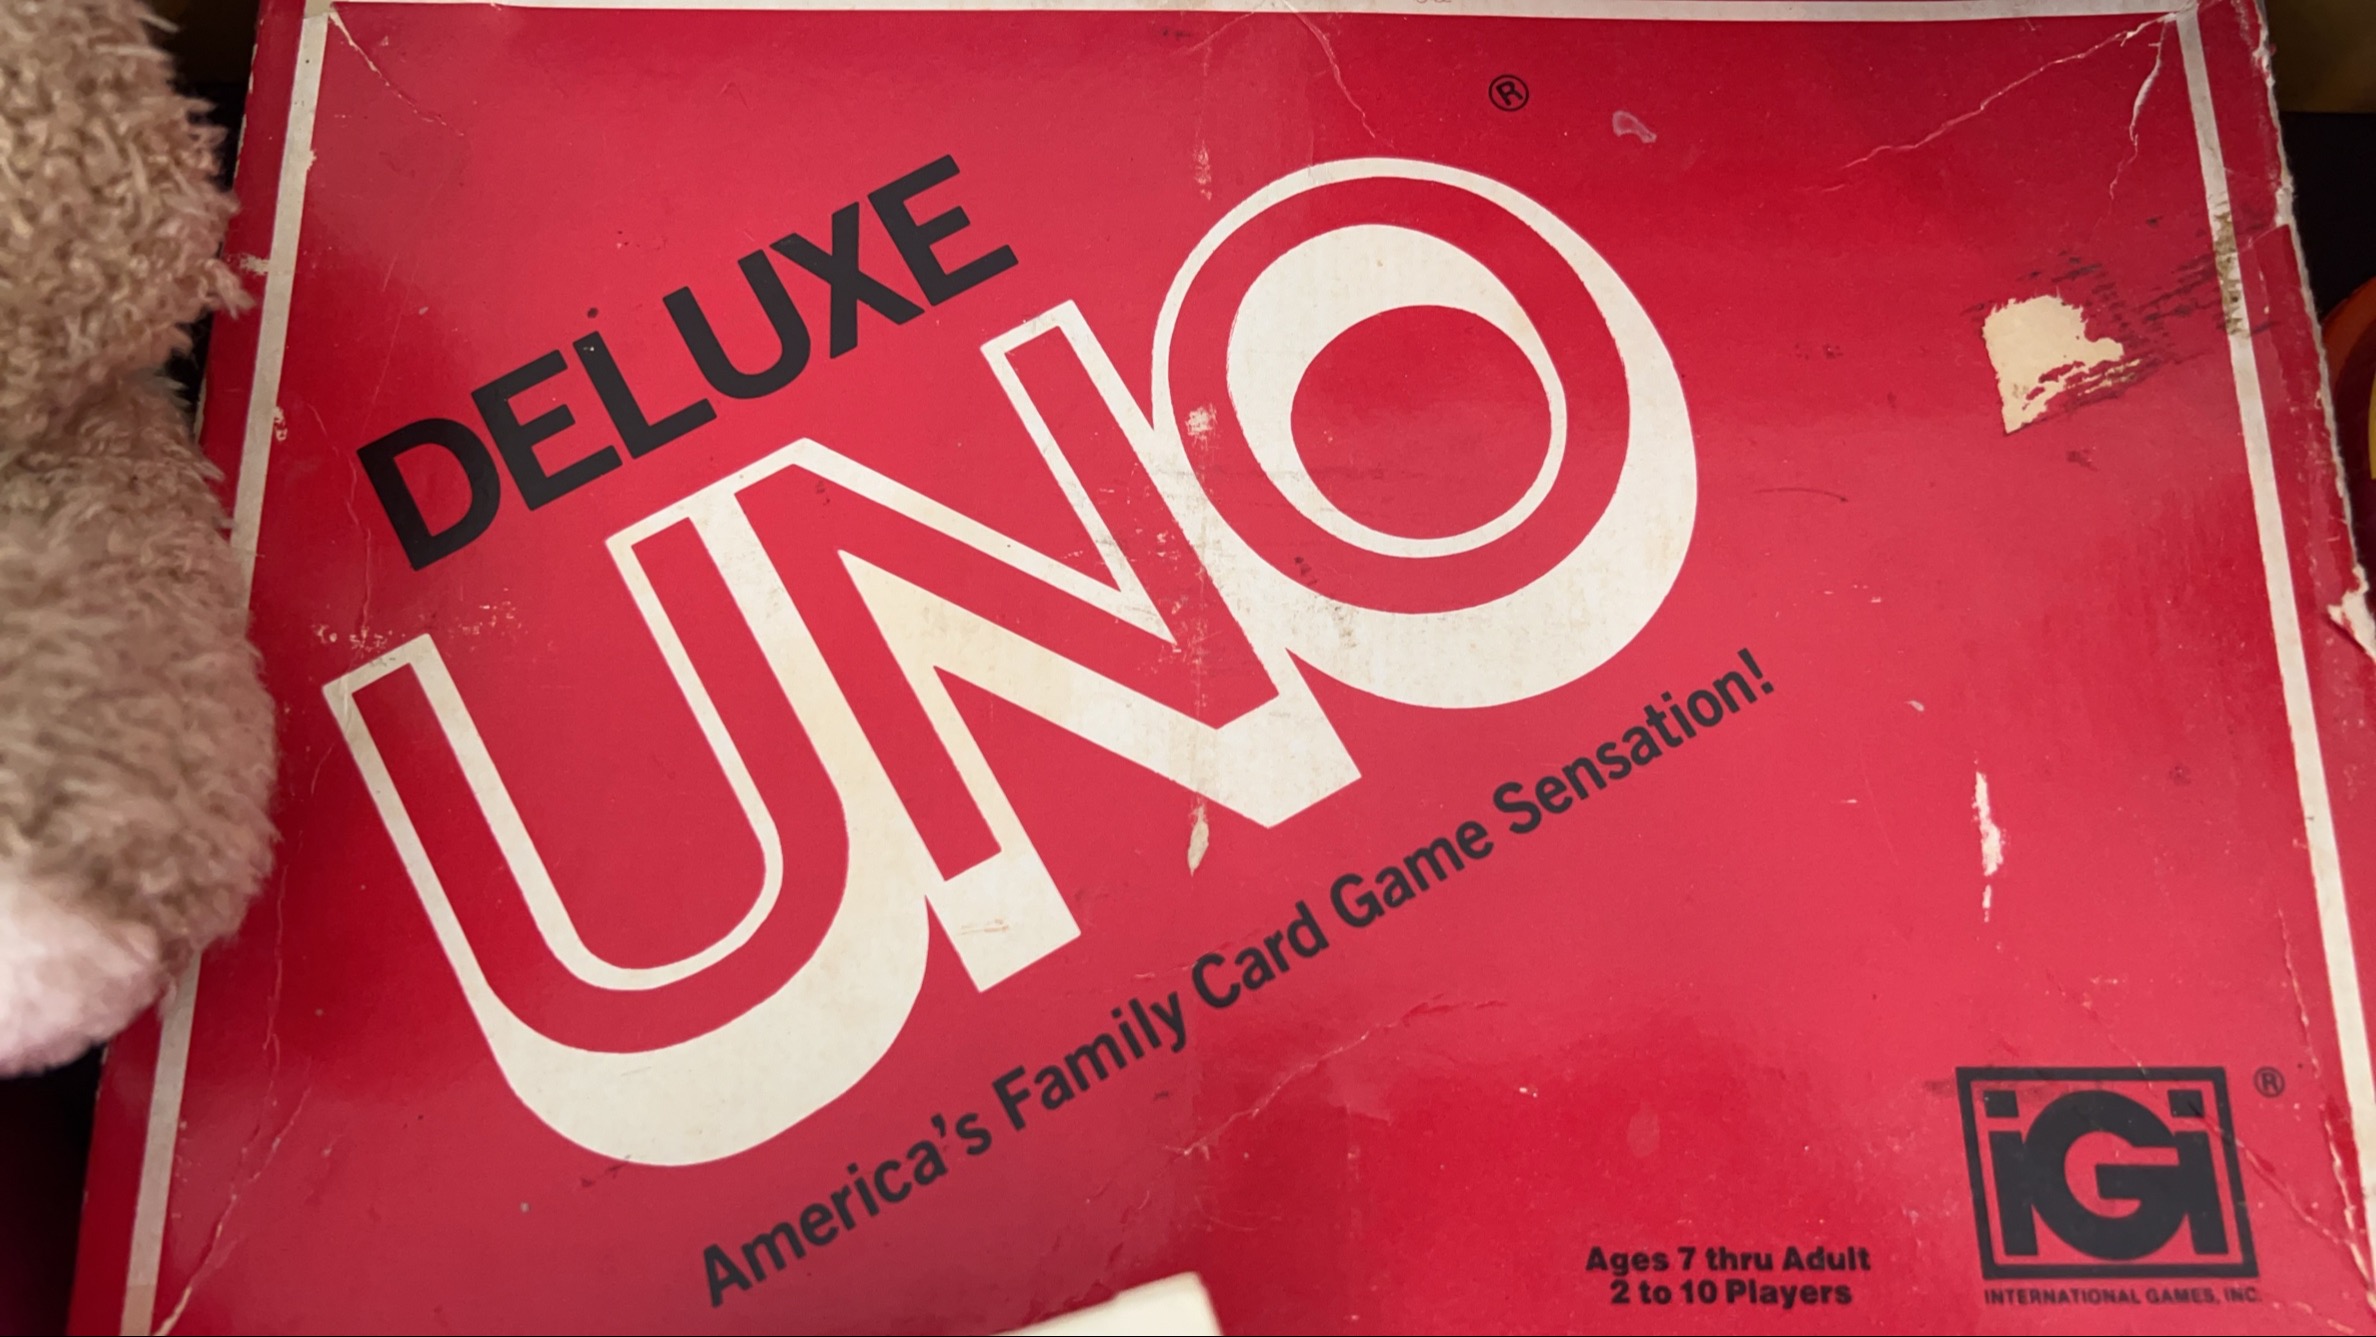 ®
DELUXE
UNO
America's Family Card Game Sensation!
iGi ®
Ages 7 thru Adult
2 to 10 Players
INTERNATIONAL GAMES, INC.